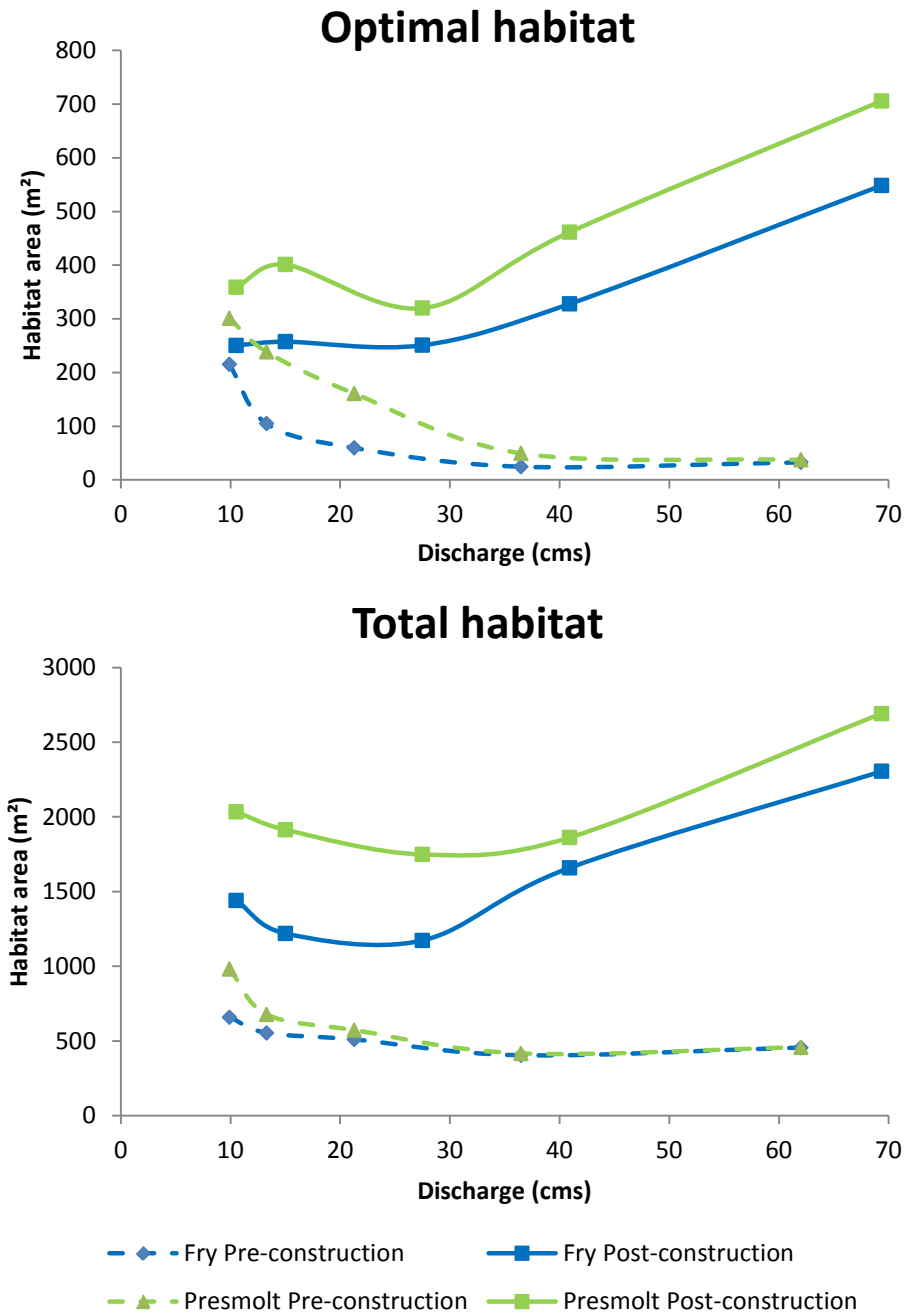 Optimal habitat
800
700
600
500
400
300
200
100
0
Habitat area (m²)
0 10 20 30 40 50 60 70
Discharge (cms)
Total habitat
3000
2500
2000
1500
1000
500
0
Habitat area (m²)
0 10 20 30 40 50 60 70
Discharge (cms)
Fry Pre-construction Fry Post-construction
Presmolt Pre-construction Presmolt Post-construction